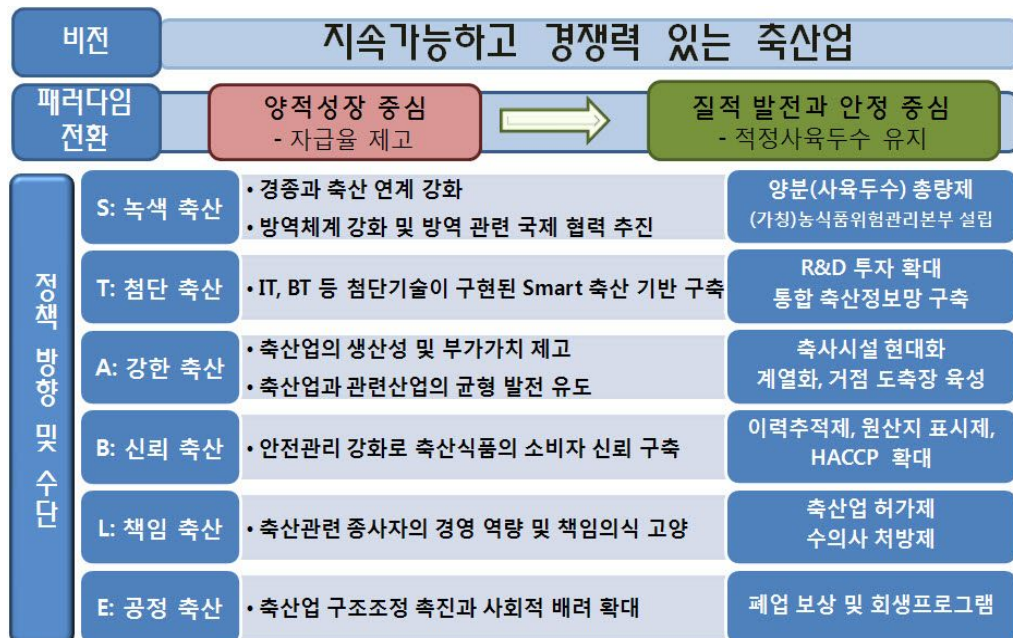 비전
지속가능하고 경쟁력 있는 축산업
패러다임
전환
양적성장 중심
- 자급율 제고
질적 발전과 안정 중심
- 적정사육두수 유지
정책 방향 및 수단
S: 녹색 축산
• 경종과 축산 연계 강화
• 방역체계 강화 및 방역 관련 국제 협력 추진
양분(사육두수) 총량제
(가칭)농식품위험관리본부 설립
T: 첨단 축산
• IT, BT 등 첨단기술이 구현된 Smart 축산 기반 구축
R&D 투자 확대
통합 축산정보망 구축
A: 강한 축산
• 축산업의 생산성 및 부가가치 제고
• 축산업과 관련산업의 균형 발전 유도
축사시설 현대화
계열화, 거점 도축장 육성
B: 신뢰 축산
• 안전관리 강화로 축산식품의 소비자 신뢰 구축
이력추적제, 원산지 표시제,
HACCP 확대
L: 책임 축산
• 축산관련 종사자의 경영 역량 및 책임의식 고양
축산업 허가제
수의사 처방제
E: 공정 축산
• 축산업 구조조정 촉진과 사회적 배려 확대
폐업 보상 및 회생프로그램